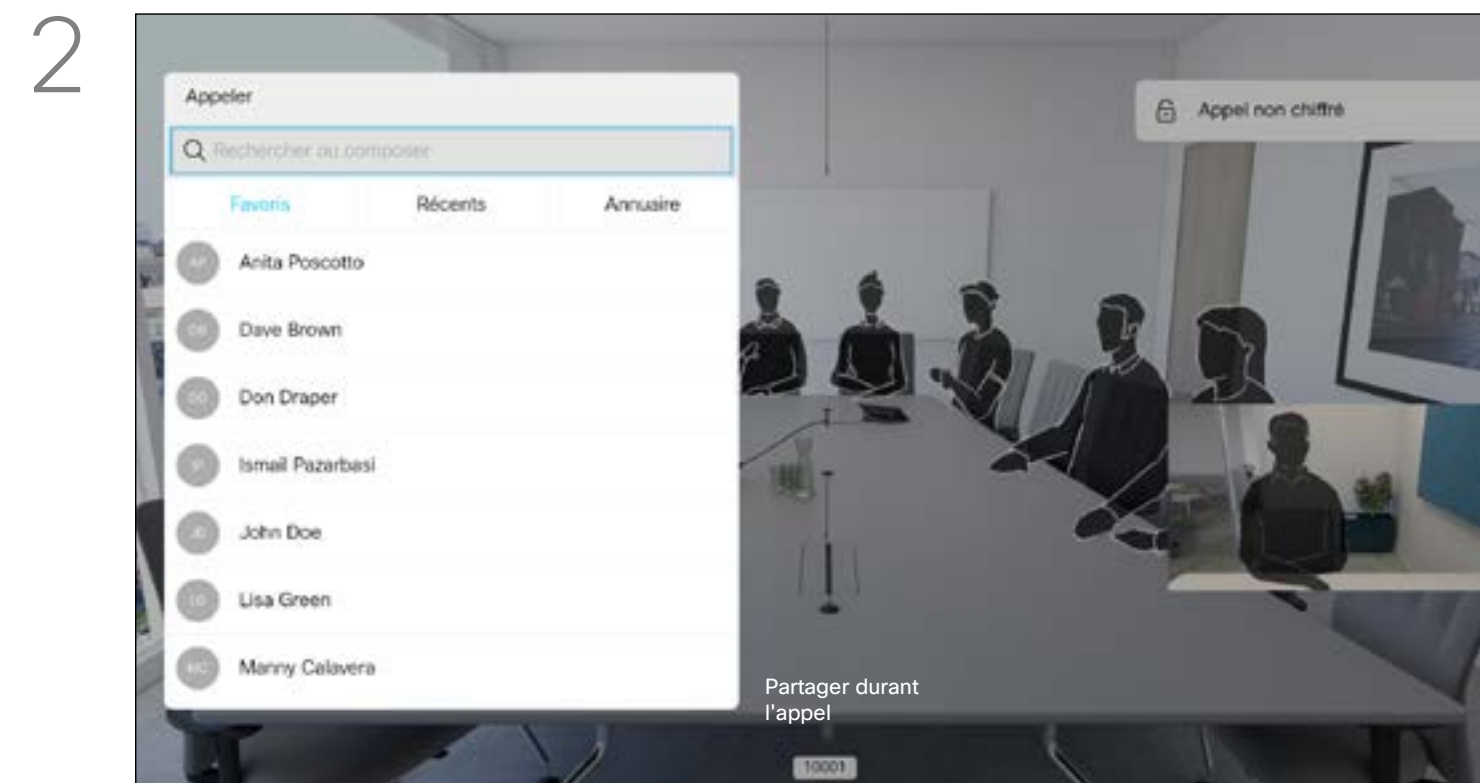 2
Appeler
Appel non chiffré
Rechercher ou composer
Favoris Récents Annuaire
Anita Poscotto
Dave Brown
Don Draper
Ismail Pazarbasi
John Doe
Lisa Green
Manny Calavera
Partager durant
l'appel
10001